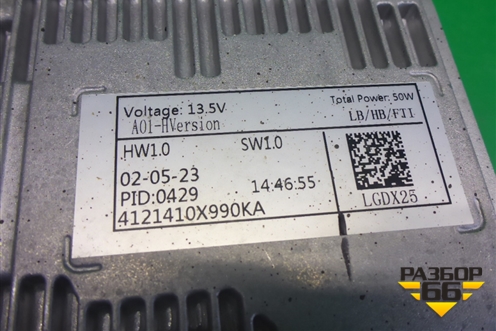 Voltage: 13.5V
Total Power: 50W
A01-HVersion
LB/HB/FTI
HW1.0
SW1.0
02-05-23
14:46:55
PID:0429
4121410X990KA
LGDX25
РАЗБОР
66